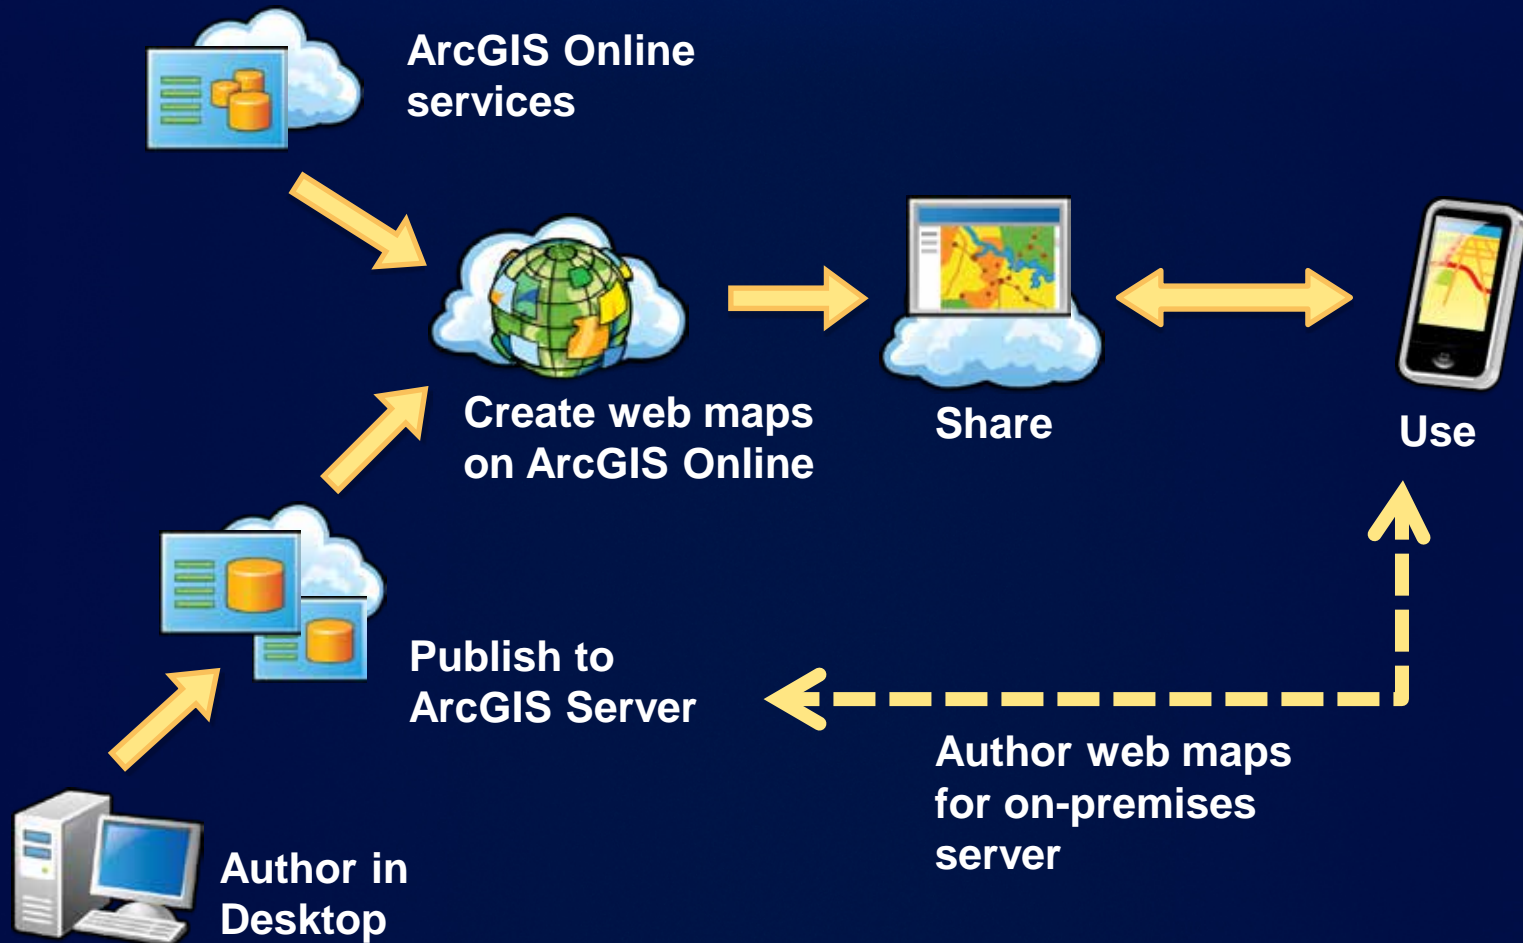 ArcGIS Online
services
Create web maps
on ArcGIS Online
Share
Use
Publish to
ArcGIS Server
Author web maps
for on-premises
server
Author in
Desktop